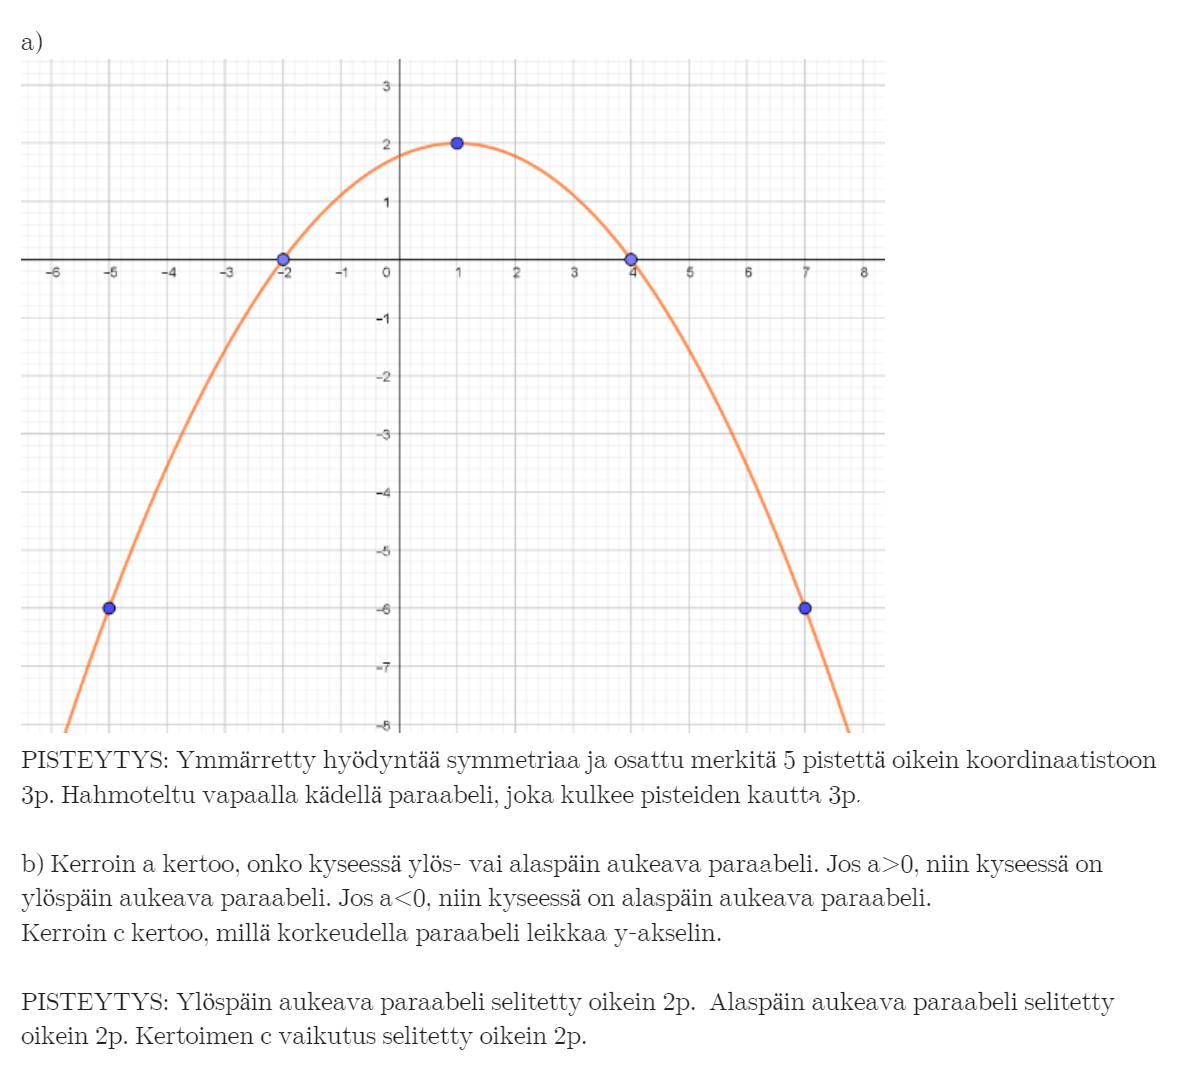 a)
3
2
1
-6 -5 -4 -3 -2 -1 0 1 2 3 4 5 6 7 8
-1
-2
-3
-4
-5
-6
-7
-8
PISTEYTYS: Ymmärretty hyödyntää symmetriaa ja osattu merkitä 5 pistettä oikein koordinaatistoon
3p. Hahmoteltu vapaalla kädellä paraabeli, joka kulkee pisteiden kautta 3p.
b) Kerroin a kertoo, onko kyseessä ylös- vai alaspäin aukeava paraabeli. Jos a>0, niin kyseessä on
ylöspäin aukeava paraabeli. Jos a<0, niin kyseessä on alaspäin aukeava paraabeli.
Kerroin c kertoo, millä korkeudella paraabeli leikkaa y-akselin.
PISTEYTYS: Ylöspäin aukeava paraabeli selitetty oikein 2p.  Alaspäin aukeava paraabeli selitetty
oikein 2p. Kertoimen c vaikutus selitetty oikein 2p.